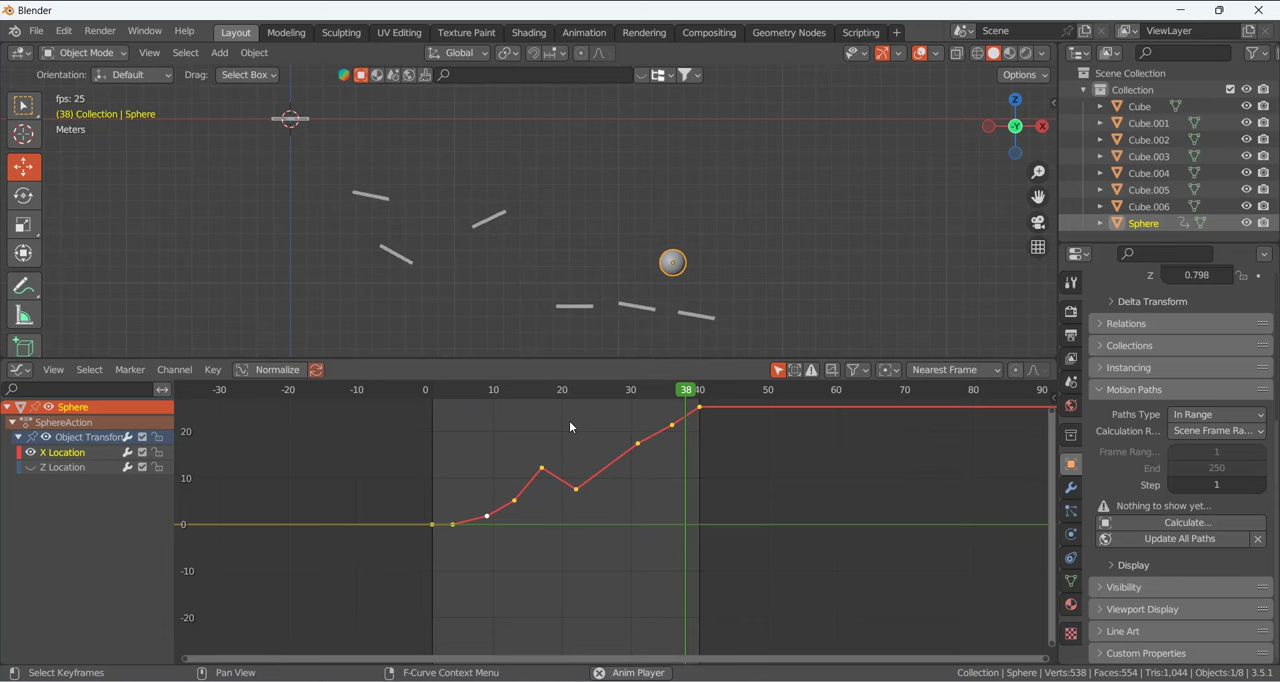 Blender
File Edit Render Window Help Layout Modeling Sculpting UV Editing Texture Paint Shading Animation Rendering Compositing Geometry Nodes Scripting + Scene ViewLayer
Object Mode View Select Add Object Global
Orientation: Default Drag: Select Box Options
fps: 25
(38) Collection | Sphere
Meters
Z
X
-Y
Scene Collection
Collection
Cube
Cube.001
Cube.002
Cube.003
Cube.004
Cube.005
Cube.006
Sphere
Z 0.798
Delta Transform
Relations
Collections
Instancing
Motion Paths
Paths Type In Range
Calculation R... Scene Frame Ra...
Frame Rang... 1
End 250
Step 1
Nothing to show yet...
Calculate...
Update All Paths
Display
Visibility
Viewport Display
Line Art
Custom Properties
View Select Marker Channel Key Normalize Nearest Frame
-30 -20 -10 0 10 20 30 38 40 50 60 70 80 90
Sphere
SphereAction
Object Transforr
X Location
Z Location
20
10
0
-10
-20
Select Keyframes Pan View F-Curve Context Menu Anim Player Collection | Sphere | Verts:538 | Faces:554 | Tris:1,044 | Objects:1/8 | 3.5.1